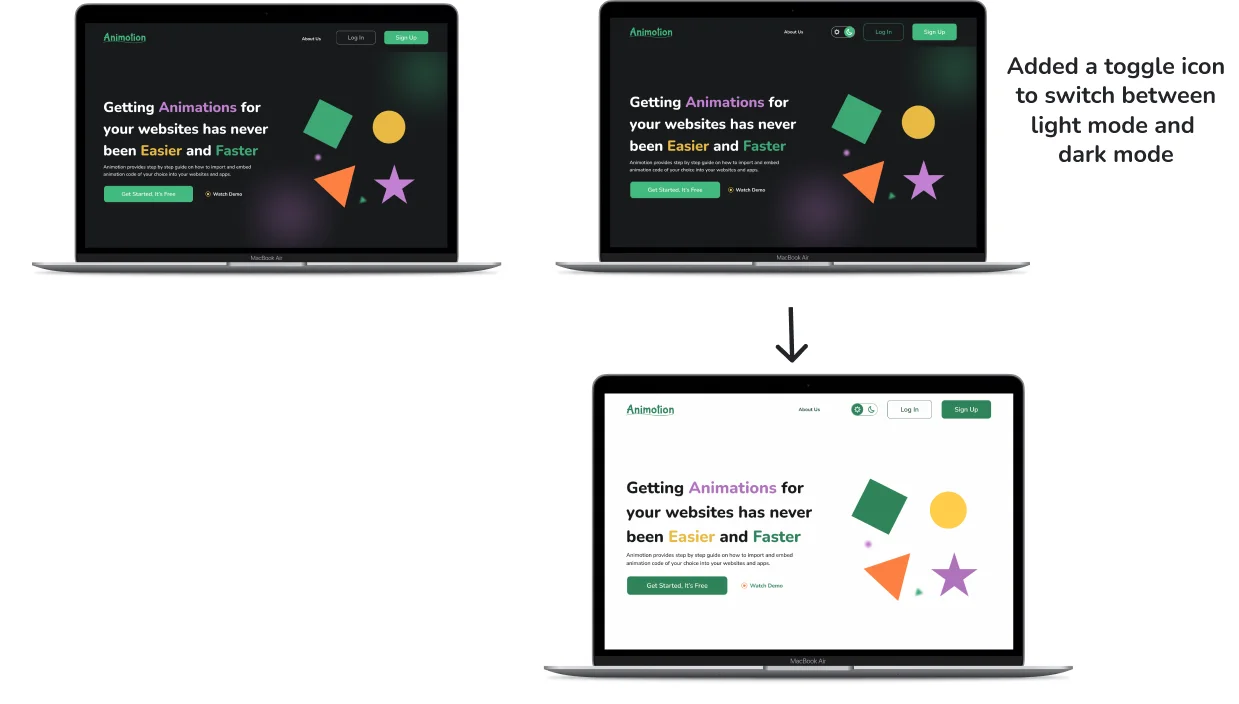 Animotion
About Us
Log In
Sign Up
Getting Animations for
your websites has never
been Easier and Faster
Animotion provides step by step guide on how to import and embed
animation code of your choice into your websites and apps.
Get Started, It's Free
Watch Demo
MacBook Air
Animotion
About Us
Log In
Sign Up
Getting Animations for
your websites has never
been Easier and Faster
Animotion provides step by step guide on how to import and embed
animation code of your choice into your websites and apps.
Get Started, It's Free
Watch Demo
MacBook Air
Added a toggle icon
to switch between
light mode and
dark mode
Animotion
About Us
Log In
Sign Up
Getting Animations for
your websites has never
been Easier and Faster
Animotion provides step by step guide on how to import and embed
animation code of your choice into your websites and apps.
Get Started, It's Free
Watch Demo
MacBook Air